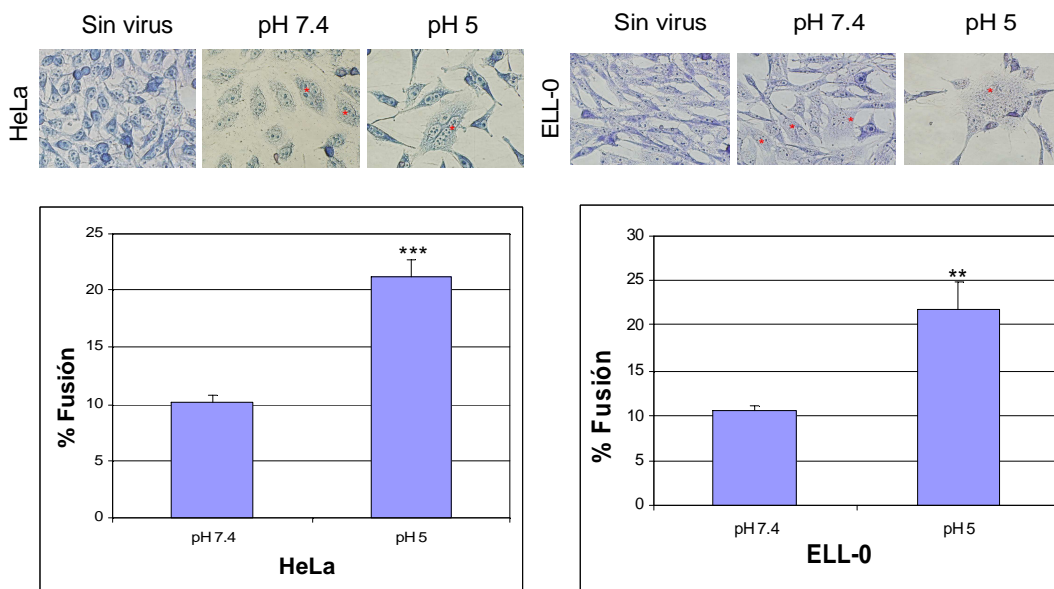 Sin virus
pH 7.4
pH 5
HeLa
Sin virus
pH 7.4
pH 5
ELL-0
% Fusión
25
20
15
10
5
0
***
pH 7.4
pH 5
HeLa
% Fusión
30
25
20
15
10
5
0
**
pH 7.4
pH 5
ELL-0